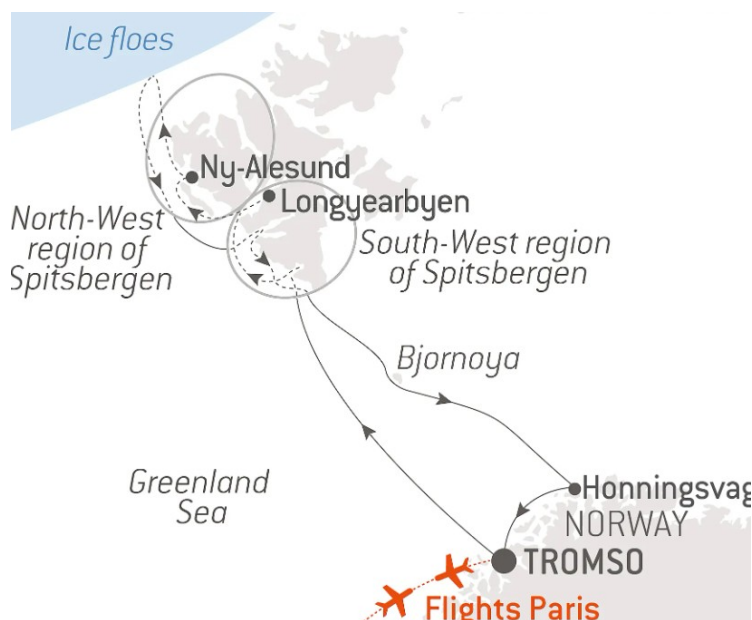 Ice floes
Ny-Alesund
Longyearbyen
North-West
region of
Spitsbergen
South-West region
of Spitsbergen
Bjornoya
Greenland
Sea
Honningsvag
NORWAY
TROMSO
Flights Paris